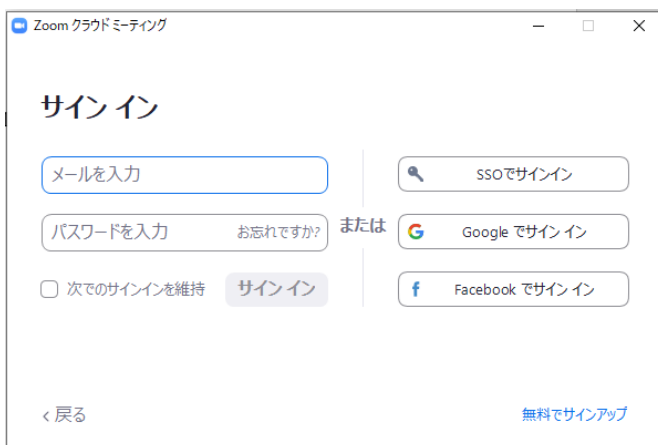 Zoom クラウド ミーティング
サイン イン
メールを入力
パスワードを入力 お忘れですか?
次でのサインインを維持 サイン イン
または
SSOでサインイン
Google でサイン イン
Facebook でサイン イン
戻る
無料でサインアップ